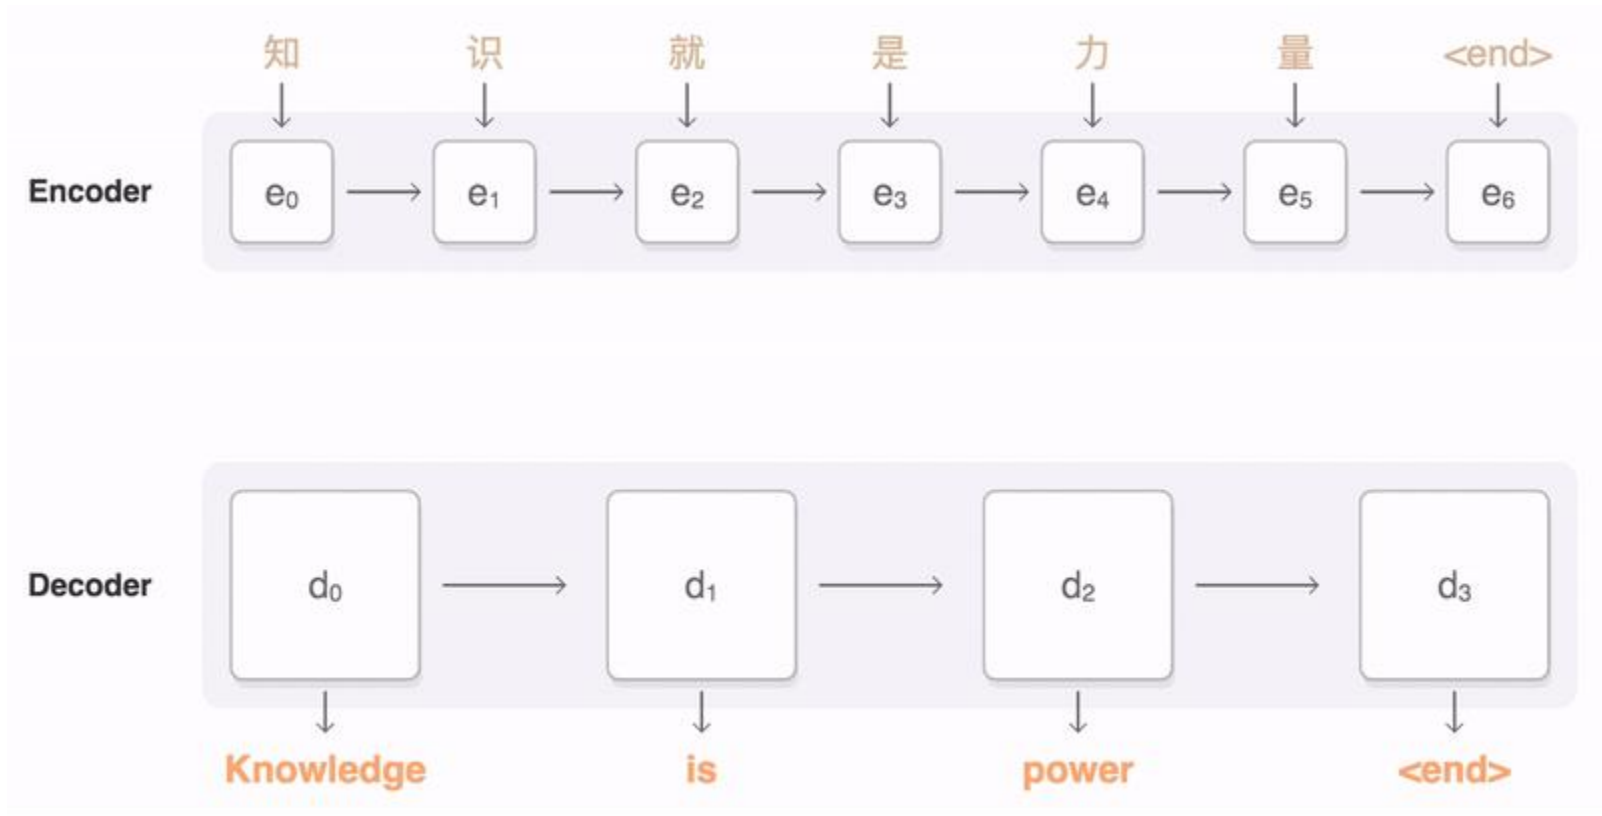 知 识 就 是 力 量 <end>
Encoder e₀ e₁ e₂ e₃ e₄ e₅ e₆
Decoder d₀ d₁ d₂ d₃
Knowledge is power <end>